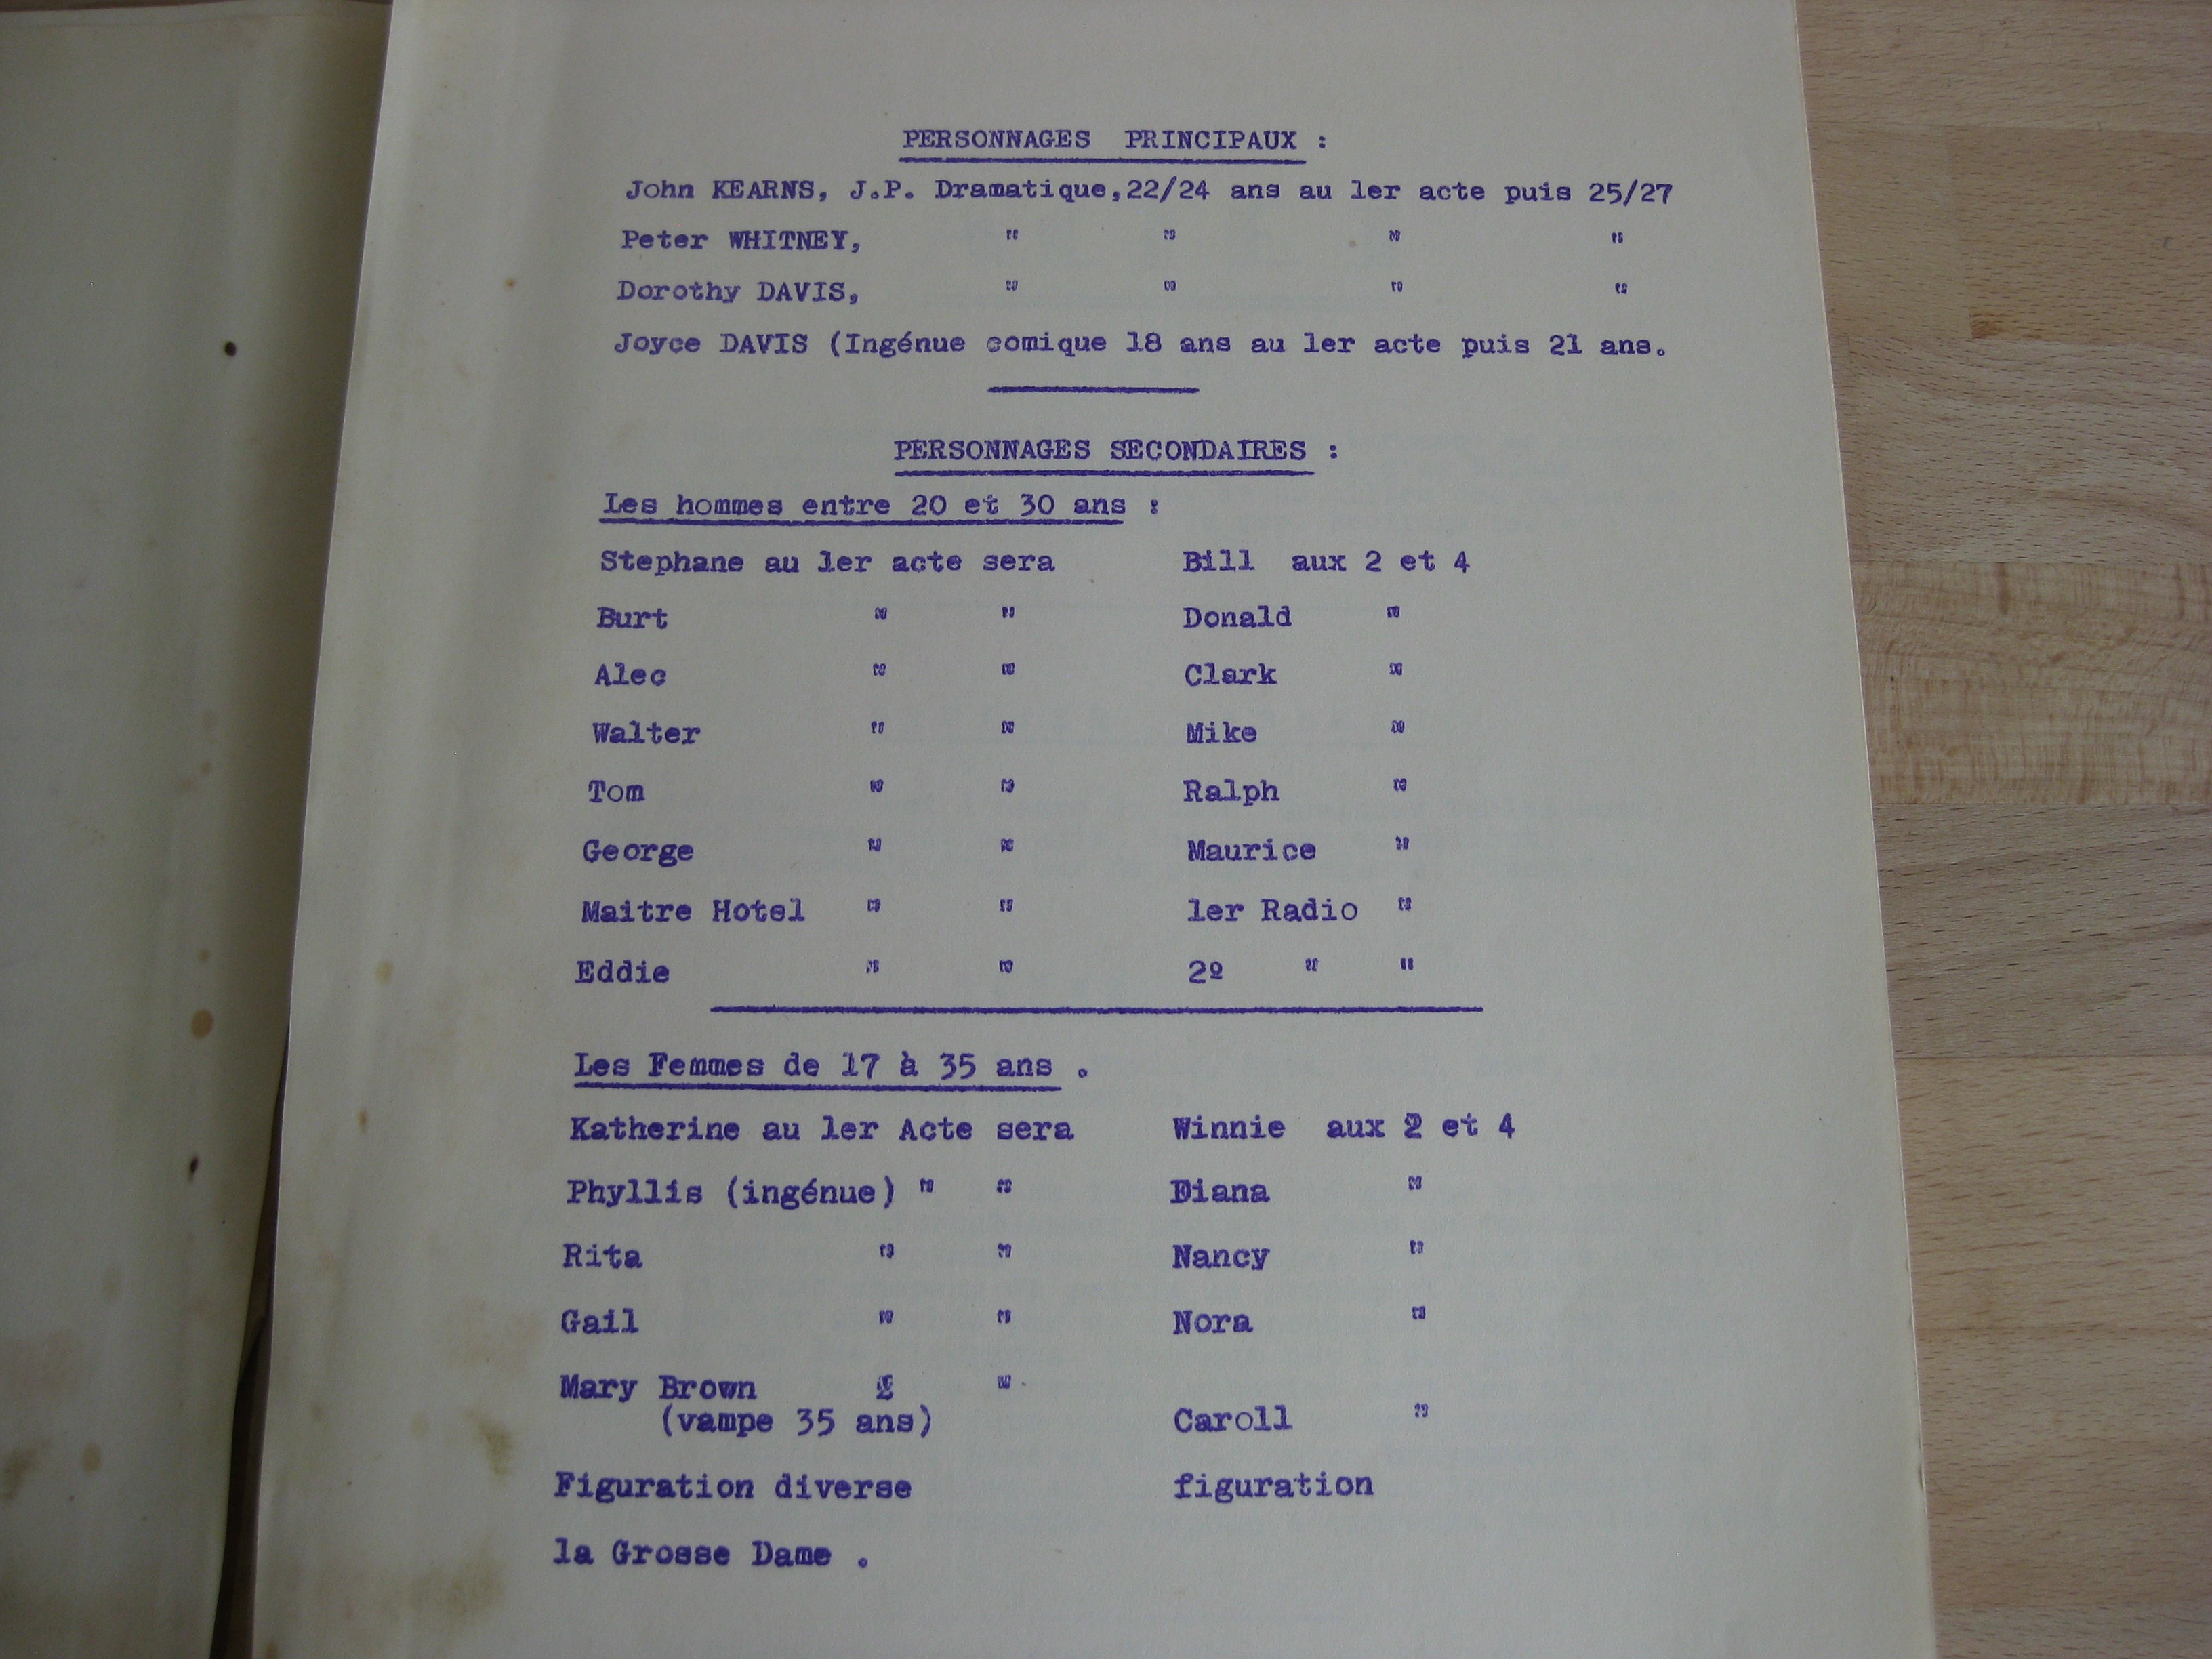 PERSONNAGES PRINCIPAUX :
John KEARNS, J.P. Dramatique,22/24 ans au 1er acte puis 25/27
Peter WHITNEY, " " " "
Dorothy DAVIS, " " " "
Joyce DAVIS (Ingénue comique 18 ans au 1er acte puis 21 ans.
PERSONNAGES SECONDAIRES :
Les hommes entre 20 et 30 ans :
Stephane au 1er acte sera Bill aux 2 et 4
Burt " " Donald "
Alec " " Clark "
Walter " " Mike "
Tom " " Ralph "
George " " Maurice "
Maitre Hotel " " 1er Radio "
Eddie " " 2º " "
Les Femmes de 17 à 35 ans .
Katherine au 1er Acte sera Winnie aux 2 et 4
Phyllis (ingénue) " " Diana "
Rita " " Nancy "
Gail " " Nora "
Mary Brown " "
(vampe 35 ans) Caroll "
Figuration diverse figuration
la Grosse Dame .